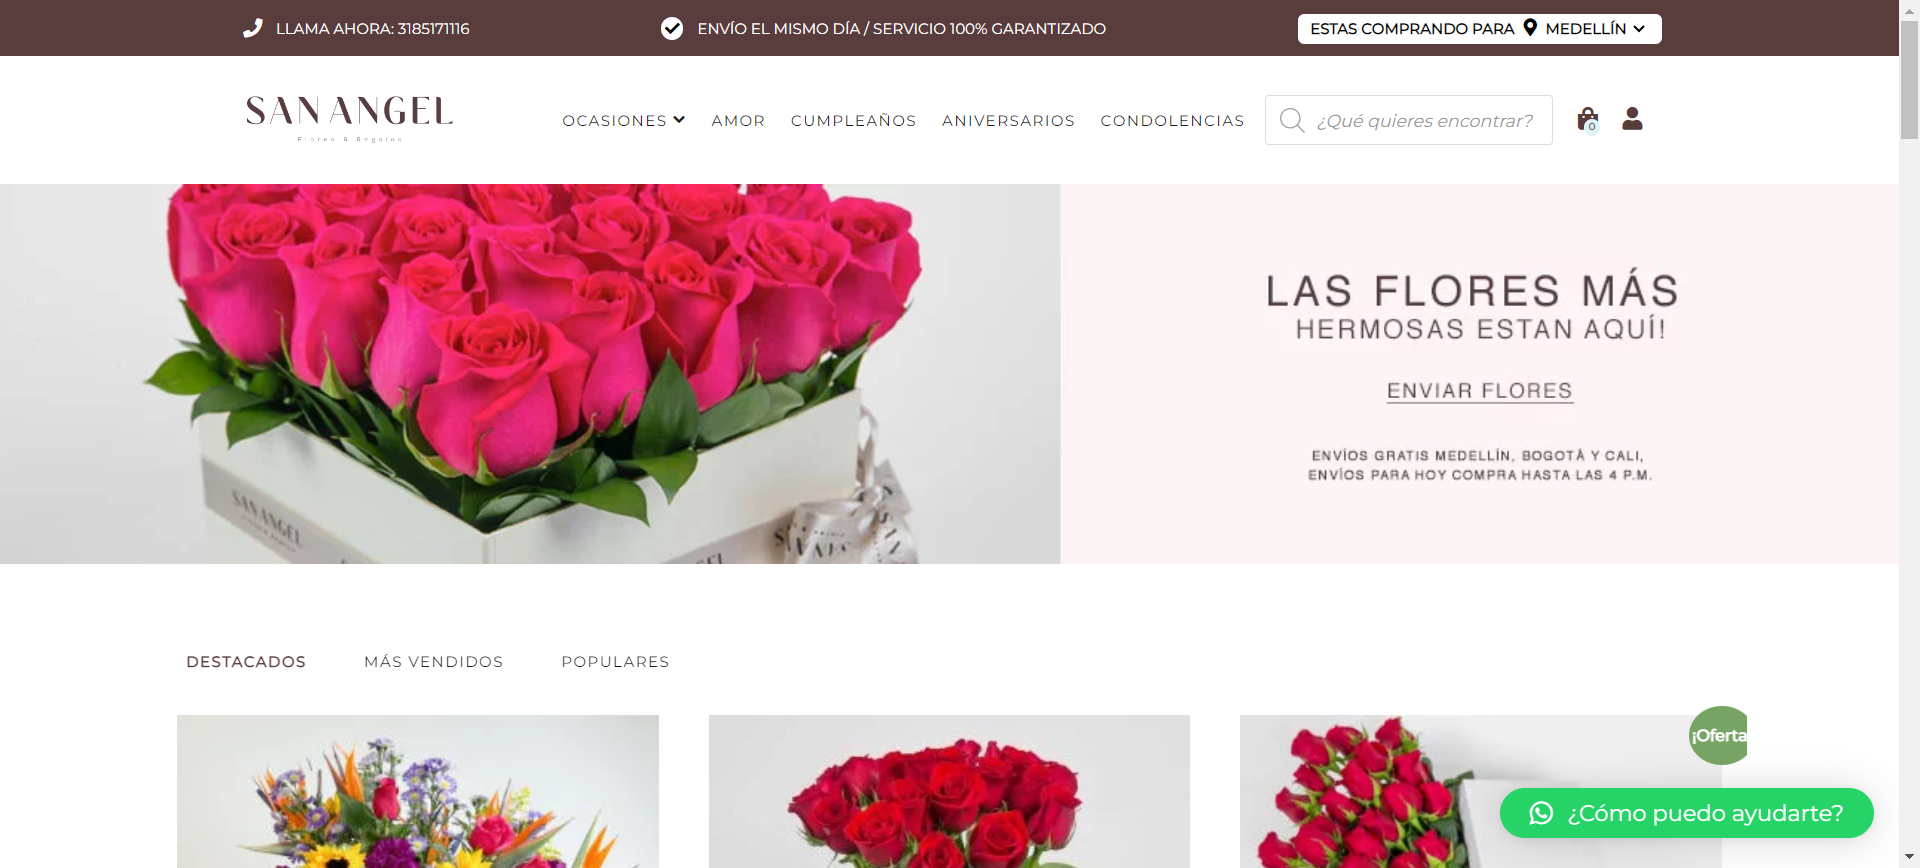 LLAMA AHORA: 3185171116
ENVÍO EL MISMO DÍA / SERVICIO 100% GARANTIZADO
ESTAS COMPRANDO PARA MEDELLÍN
SAN ANGEL
Flores & Regalos
OCASIONES
AMOR
CUMPLEAÑOS
ANIVERSARIOS
CONDOLENCIAS
¿Qué quieres encontrar?
0
LAS FLORES MÁS
HERMOSAS ESTAN AQUÍ!
ENVIAR FLORES
ENVÍOS GRATIS MEDELLÍN, BOGOTÁ Y CALI,
ENVÍOS PARA HOY COMPRA HASTA LAS 4 P.M.
SAN ANGEL
DESTACADOS
MÁS VENDIDOS
POPULARES
¡Oferta
¿Cómo puedo ayudarte?